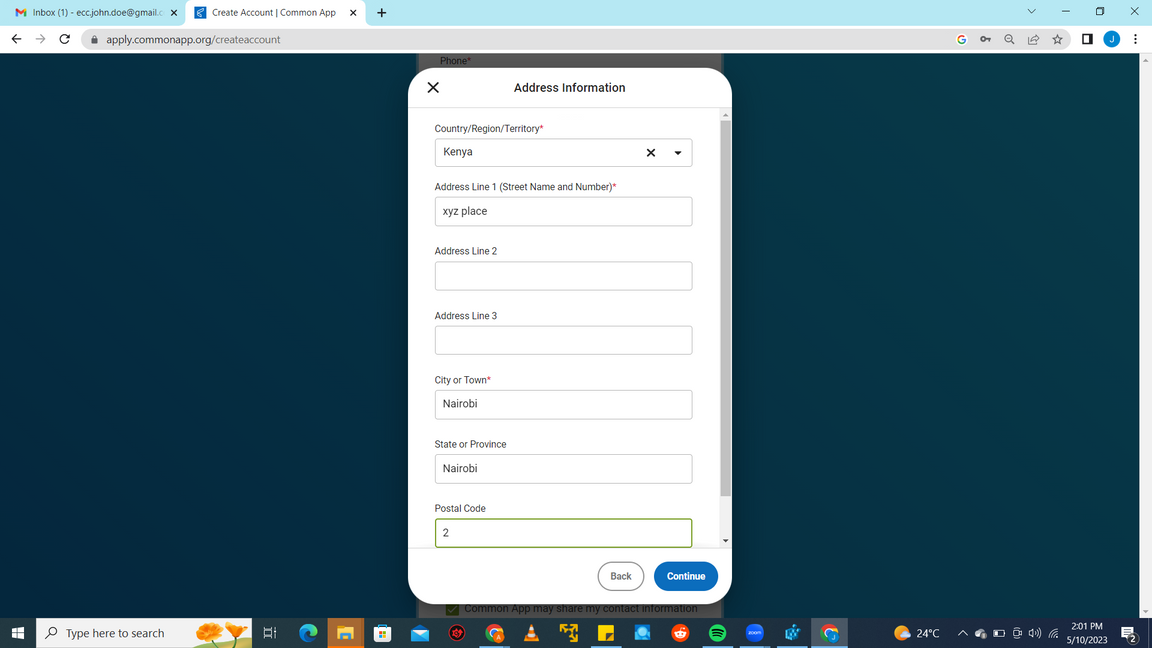 Inbox (1) - ecc.john.doe@gmail.c
Create Account | Common App
apply.commonapp.org/createaccount
J
Phone*
Address Information
Country/Region/Territory*
Kenya
Address Line 1 (Street Name and Number)*
xyz place
Address Line 2
Address Line 3
City or Town*
Nairobi
State or Province
Nairobi
Postal Code
2
Back
Continue
Common App may share my contact information
Type here to search
zoom
24°C
2:01 PM
5/10/2023
2